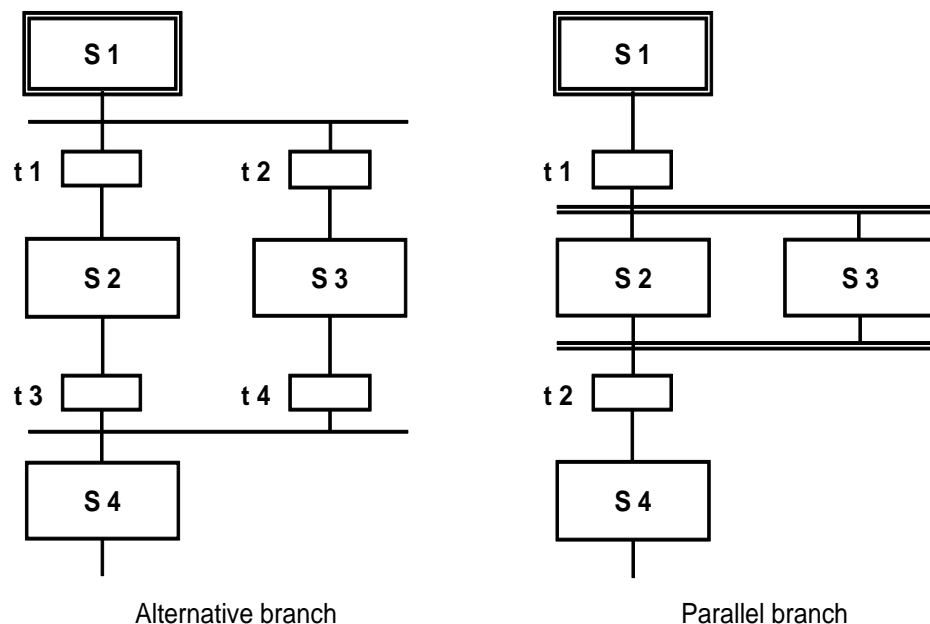 S 1
t 1
t 2
S 2
S 3
t 3
t 4
S 4
Alternative branch
S 1
t 1
S 2
S 3
t 2
S 4
Parallel branch